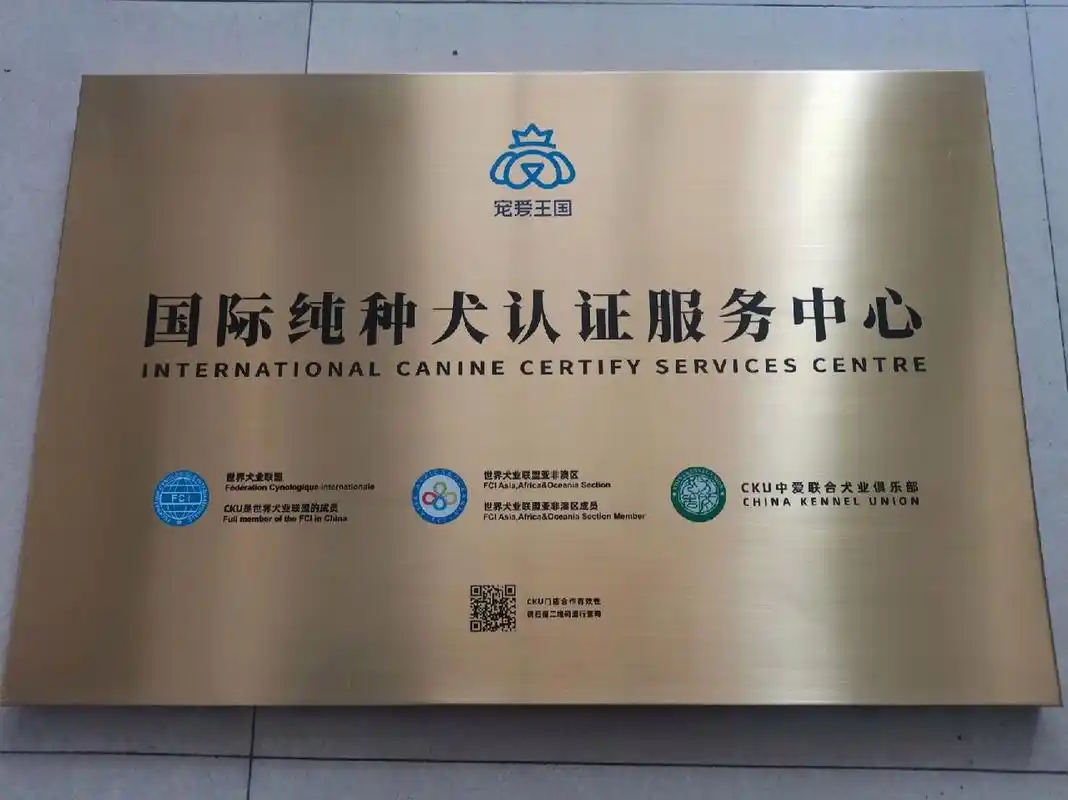 宠爱王国
国际纯种犬认证服务中心
INTERNATIONAL CANINE CERTIFY SERVICES CENTRE
FCI
世界犬业联盟
Fédération Cynologique Internationale
CKU是世界犬业联盟的成员
Full member of the FCI in China
世界犬业联盟亚非澳区
FCI Asia,Africa&Oceania Section
世界犬业联盟亚非澳区成员
FCI Asia,Africa&Oceania Section Member
CKU中爱联合犬业俱乐部
CHINA KENNEL UNION
CKU门店合作有效性
请扫描二维码进行查询